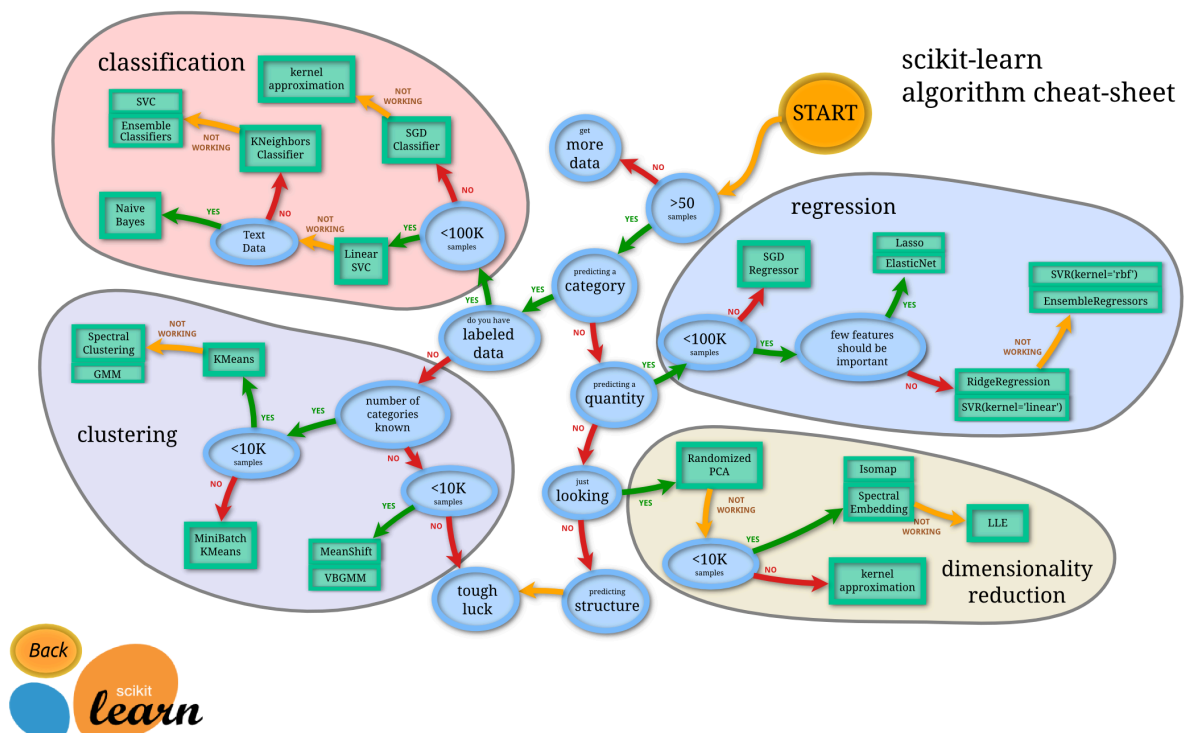 scikit-learn
algorithm cheat-sheet
START
get
more
data
NO
>50
samples
YES
predicting a
category
YES
NO
do you have
labeled
data
YES
NO
predicting a
quantity
YES
NO
just
looking
YES
NO
predicting
structure
tough
luck
classification
kernel
approximation
NOT
WORKING
SGD
Classifier
NO
<100K
samples
YES
Linear
SVC
NOT
WORKING
Text
Data
YES
Naive
Bayes
NO
KNeighbors
Classifier
NOT
WORKING
SVC
Ensemble
Classifiers
regression
<100K
samples
NO
SGD
Regressor
YES
few features
should be
important
YES
Lasso
ElasticNet
NO
RidgeRegression
SVR(kernel='linear')
NOT
WORKING
SVR(kernel='rbf')
EnsembleRegressors
clustering
number of
categories
known
YES
<10K
samples
YES
KMeans
NOT
WORKING
Spectral
Clustering
GMM
NO
MiniBatch
KMeans
NO
<10K
samples
YES
MeanShift
VBGMM
NO
dimensionality
reduction
Randomized
PCA
NOT
WORKING
<10K
samples
YES
Isomap
Spectral
Embedding
NOT
WORKING
LLE
NO
kernel
approximation
Back
scikit
learn